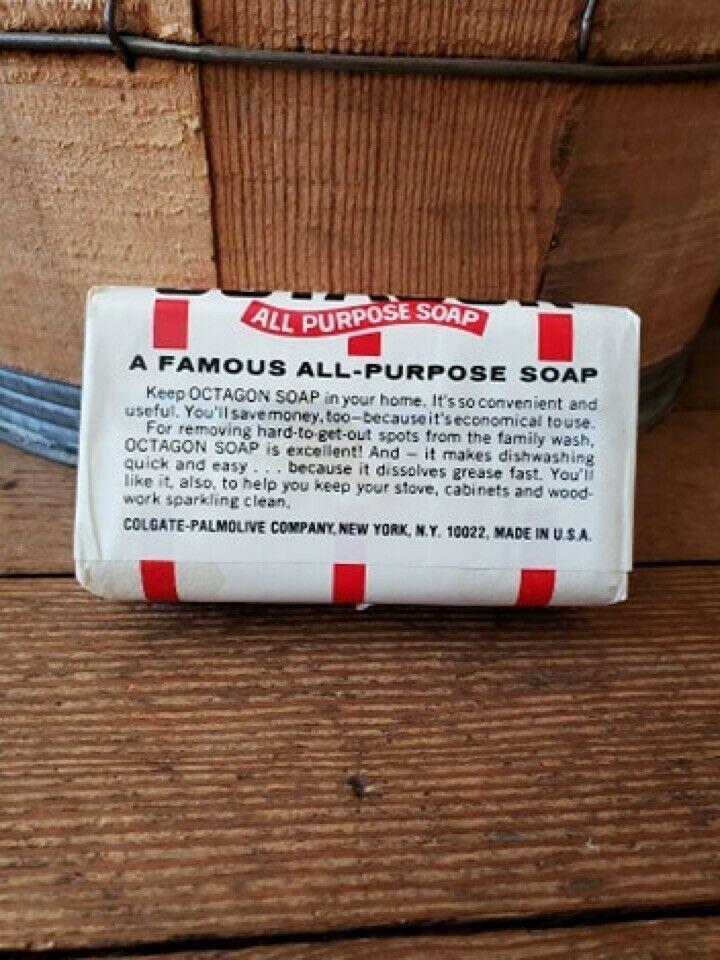 ALL PURPOSE SOAP
A FAMOUS ALL-PURPOSE SOAP
Keep OCTAGON SOAP in your home. It's so convenient and
useful. You'll save money, too—because it's economical to use.
For removing hard-to-get-out spots from the family wash,
OCTAGON SOAP is excellent! And — it makes dishwashing
quick and easy . . . because it dissolves grease fast. You'll
like it, also, to help you keep your stove, cabinets and wood-
work sparkling clean.
COLGATE-PALMOLIVE COMPANY, NEW YORK, N.Y. 10022, MADE IN U.S.A.